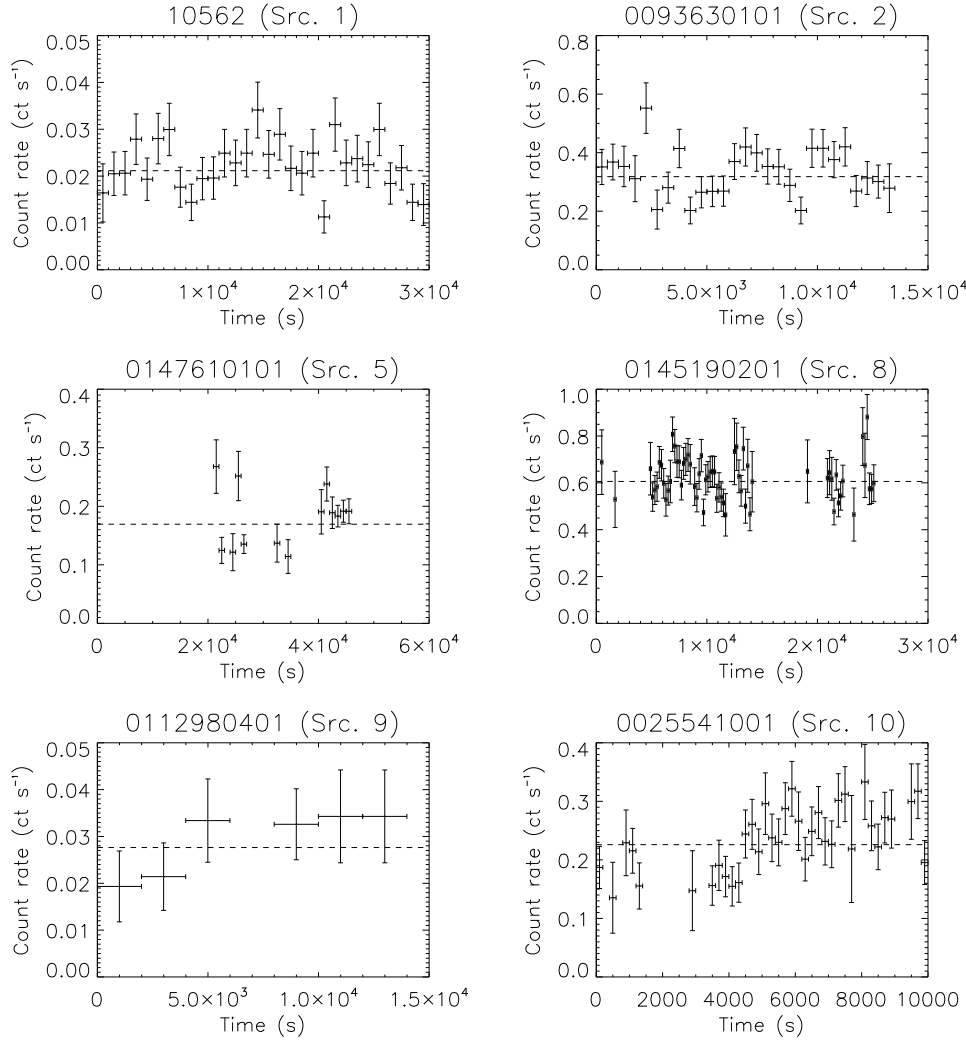 10562 (Src. 1)
0.05
0.04
0.03
0.02
0.01
0.00
Count rate (ct s⁻¹)
0 1×10⁴ 2×10⁴ 3×10⁴
Time (s)
0093630101 (Src. 2)
0.8
0.6
0.4
0.2
0.0
Count rate (ct s⁻¹)
0 5.0×10³ 1.0×10⁴ 1.5×10⁴
Time (s)
0147610101 (Src. 5)
0.4
0.3
0.2
0.1
0.0
Count rate (ct s⁻¹)
0 2×10⁴ 4×10⁴ 6×10⁴
Time (s)
0145190201 (Src. 8)
1.0
0.8
0.6
0.4
0.2
0.0
Count rate (ct s⁻¹)
0 1×10⁴ 2×10⁴ 3×10⁴
Time (s)
0112980401 (Src. 9)
0.05
0.04
0.03
0.02
0.01
0.00
Count rate (ct s⁻¹)
0 5.0×10³ 1.0×10⁴ 1.5×10⁴
Time (s)
0025541001 (Src. 10)
0.4
0.3
0.2
0.1
0.0
Count rate (ct s⁻¹)
0 2000 4000 6000 8000 10000
Time (s)